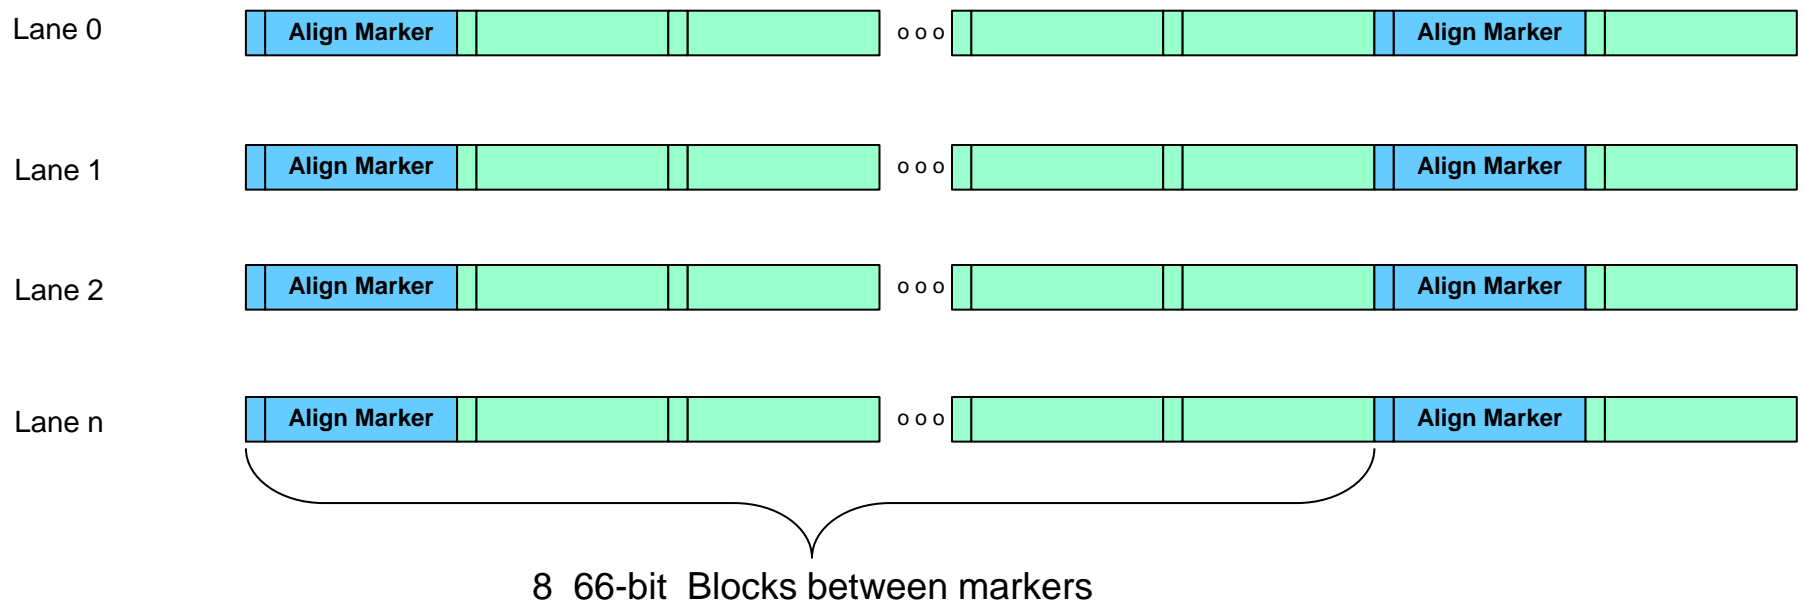 Lane 0 Align Marker o o o Align Marker
Lane 1 Align Marker o o o Align Marker
Lane 2 Align Marker o o o Align Marker
Lane n Align Marker o o o Align Marker
8 66-bit Blocks between markers